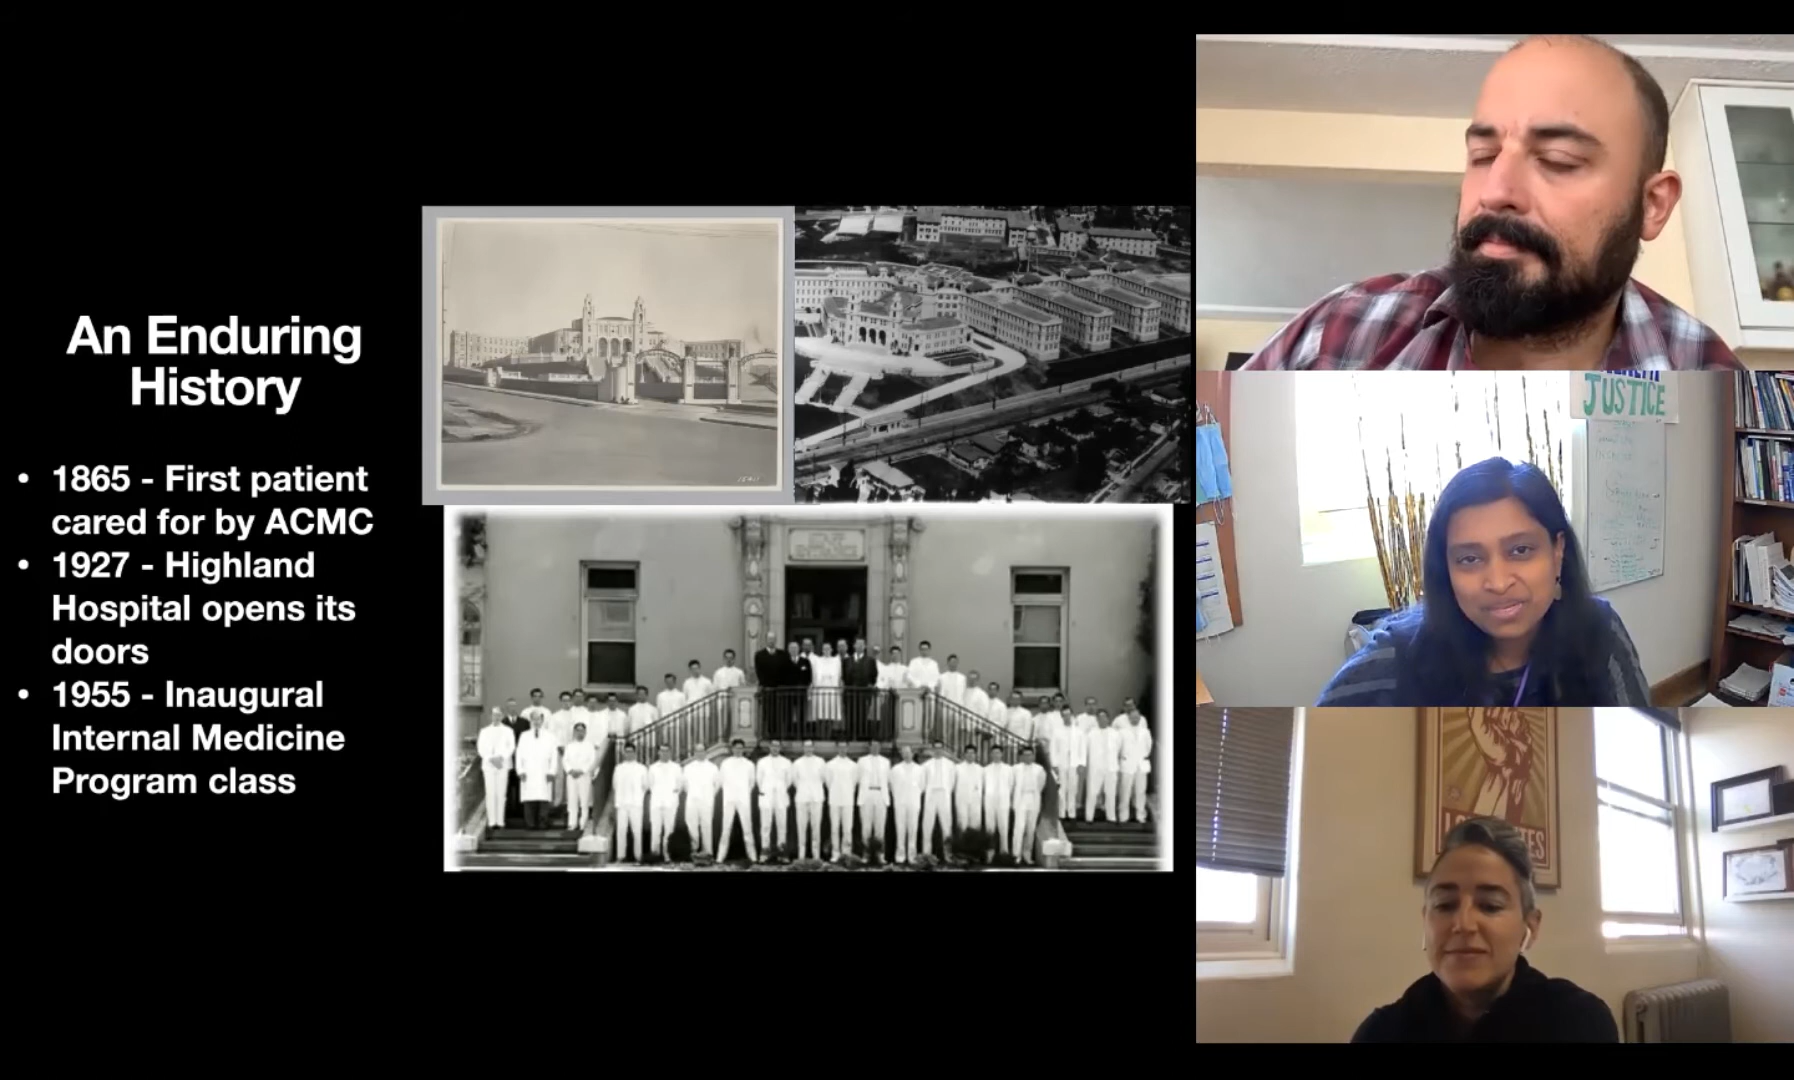 An Enduring
History
• 1865 - First patient
cared for by ACMC
• 1927 - Highland
Hospital opens its
doors
• 1955 - Inaugural
Internal Medicine
Program class
JUSTICE